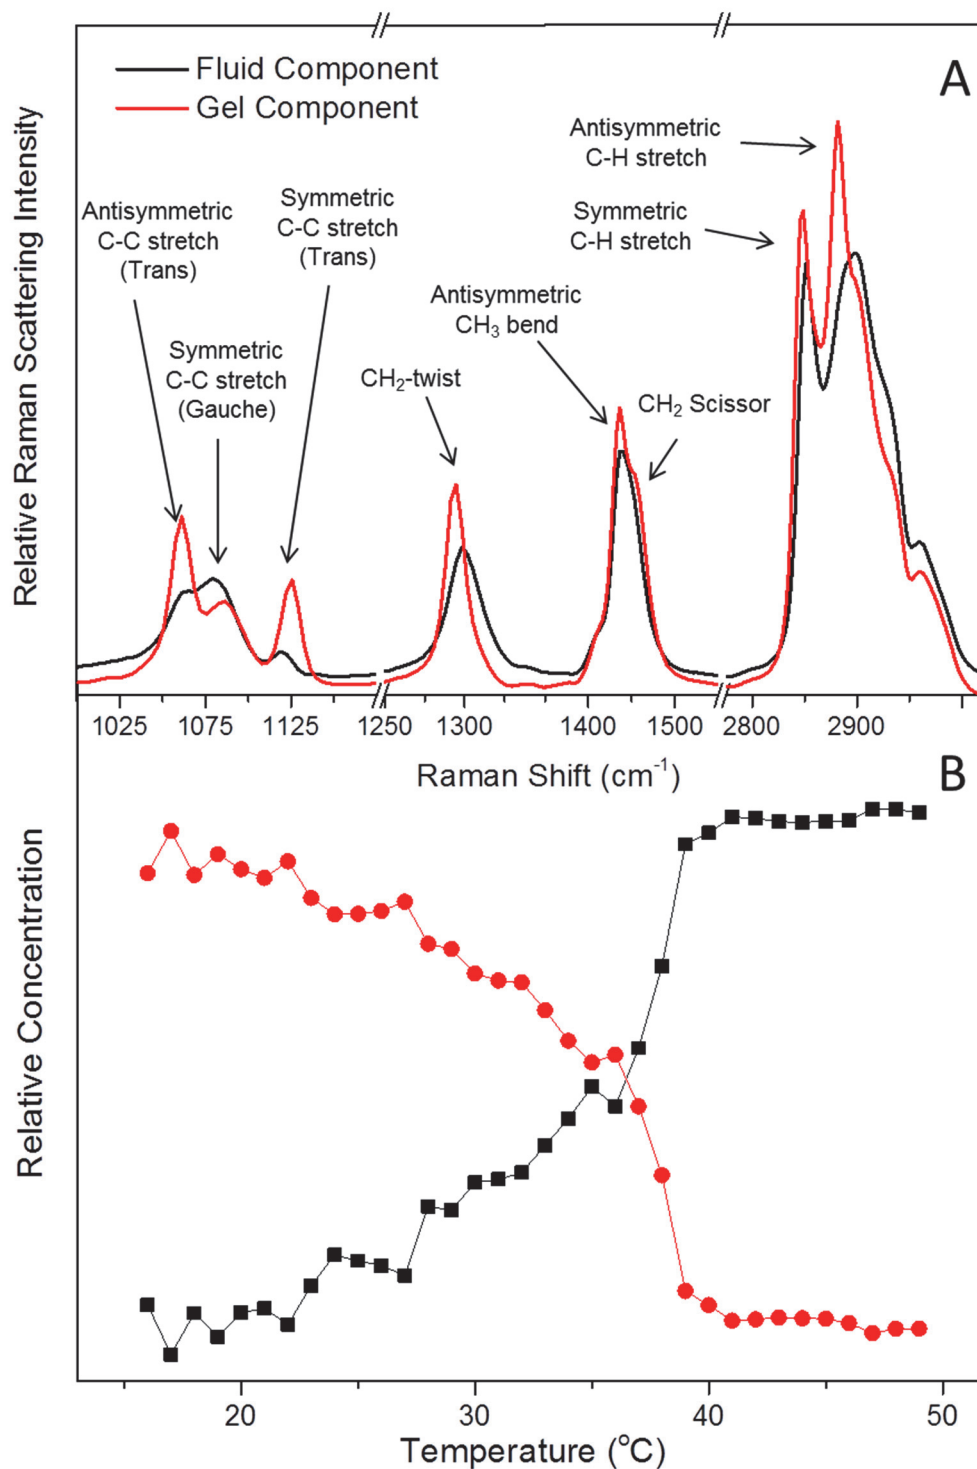 A
Fluid Component
Gel Component
Relative Raman Scattering Intensity
Antisymmetric
C-H stretch
Antisymmetric
C-C stretch
(Trans)
Symmetric
C-C stretch
(Trans)
Symmetric
C-H stretch
Symmetric
C-C stretch
(Gauche)
Antisymmetric
CH₃ bend
CH₂-twist
CH₂ Scissor
1025 1075 1125 1250 1300 1400 1500 2800 2900
Raman Shift (cm⁻¹)
B
Relative Concentration
20 30 40 50
Temperature (°C)